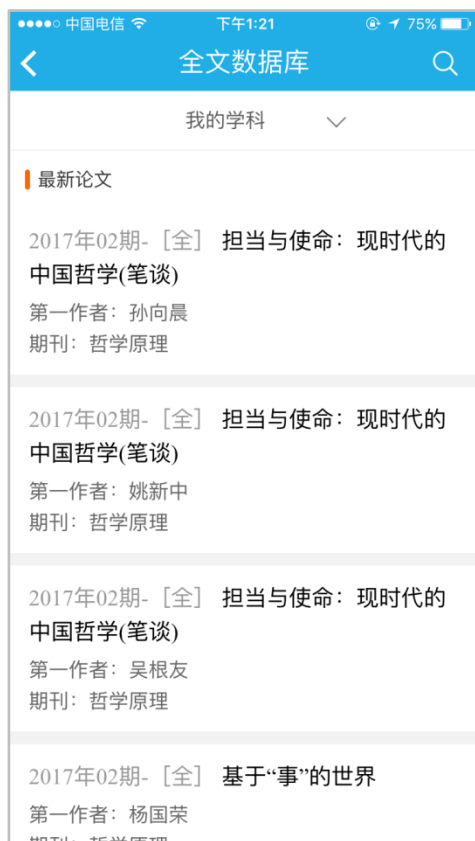 中国电信 下午1:21 75%
全文数据库
我的学科
最新论文
2017年02期-［全］ 担当与使命：现时代的
中国哲学(笔谈)
第一作者：孙向晨
期刊：哲学原理
2017年02期-［全］ 担当与使命：现时代的
中国哲学(笔谈)
第一作者：姚新中
期刊：哲学原理
2017年02期-［全］ 担当与使命：现时代的
中国哲学(笔谈)
第一作者：吴根友
期刊：哲学原理
2017年02期-［全］ 基于“事”的世界
第一作者：杨国荣